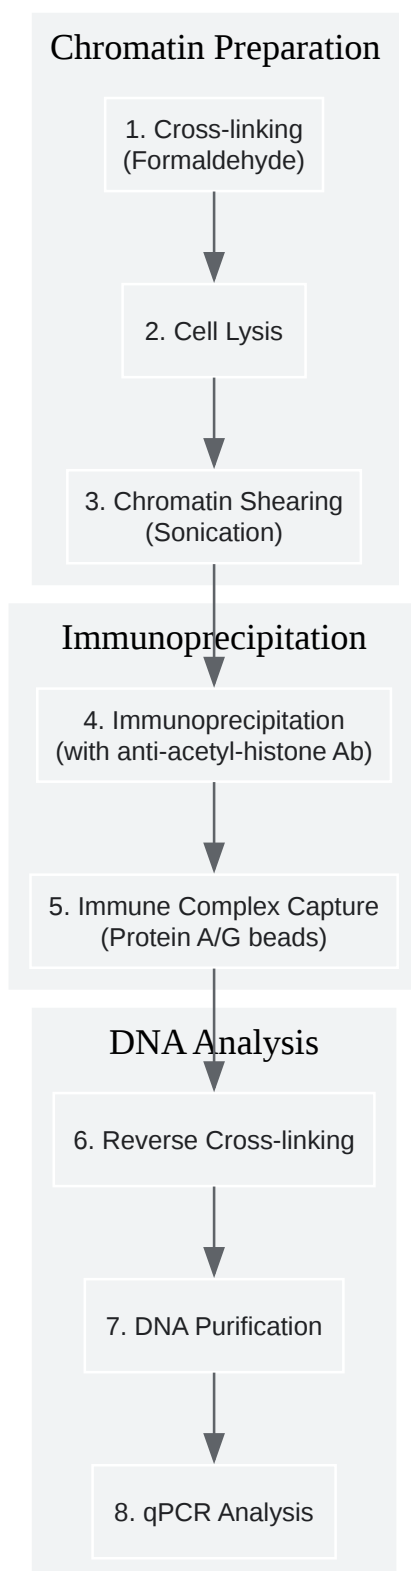 Chromatin Preparation
1. Cross-linking
(Formaldehyde)
2. Cell Lysis
3. Chromatin Shearing
(Sonication)
Immunoprecipitation
4. Immunoprecipitation
(with anti-acetyl-histone Ab)
5. Immune Complex Capture
(Protein A/G beads)
DNA Analysis
6. Reverse Cross-linking
7. DNA Purification
8. qPCR Analysis